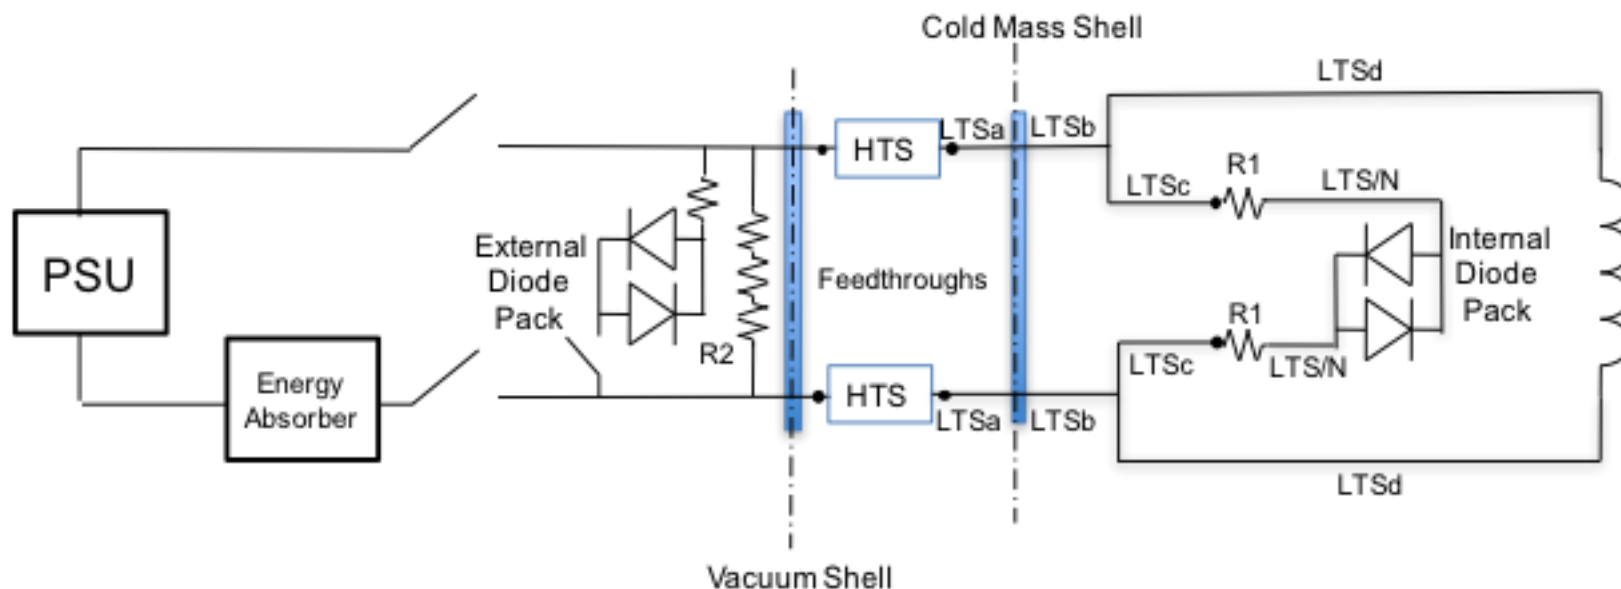 Cold Mass Shell
LTSd
LTSa
LTSb
HTS
R1
LTSc
LTS/N
PSU
External
Diode
Pack
Feedthroughs
Internal
Diode
Pack
R1
R2
LTSc
LTS/N
Energy
Absorber
HTS
LTSa
LTSb
LTSd
Vacuum Shell